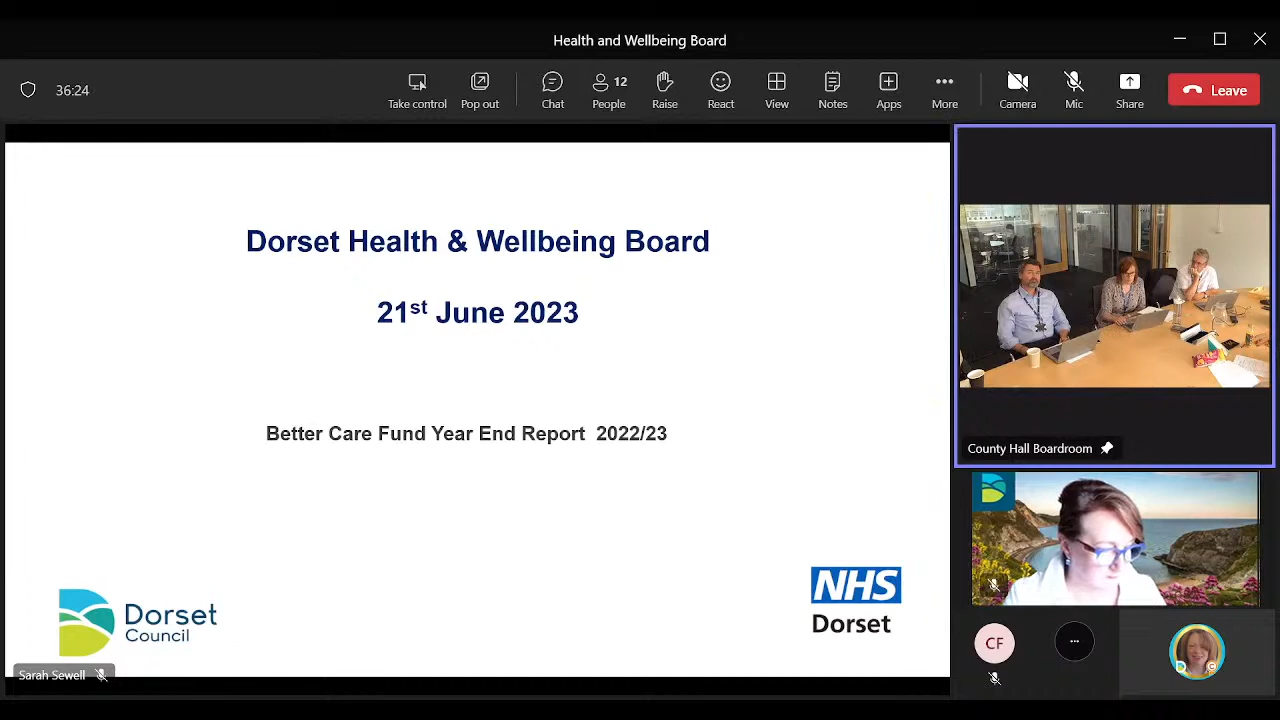 Health and Wellbeing Board
36:24
Take control
Pop out
Chat
12
People
Raise
React
View
Notes
Apps
More
Camera
Mic
Share
Leave
Dorset Health & Wellbeing Board
21st June 2023
Better Care Fund Year End Report 2022/23
Dorset
Council
NHS
Dorset
Sarah Sewell
County Hall Boardroom
CF